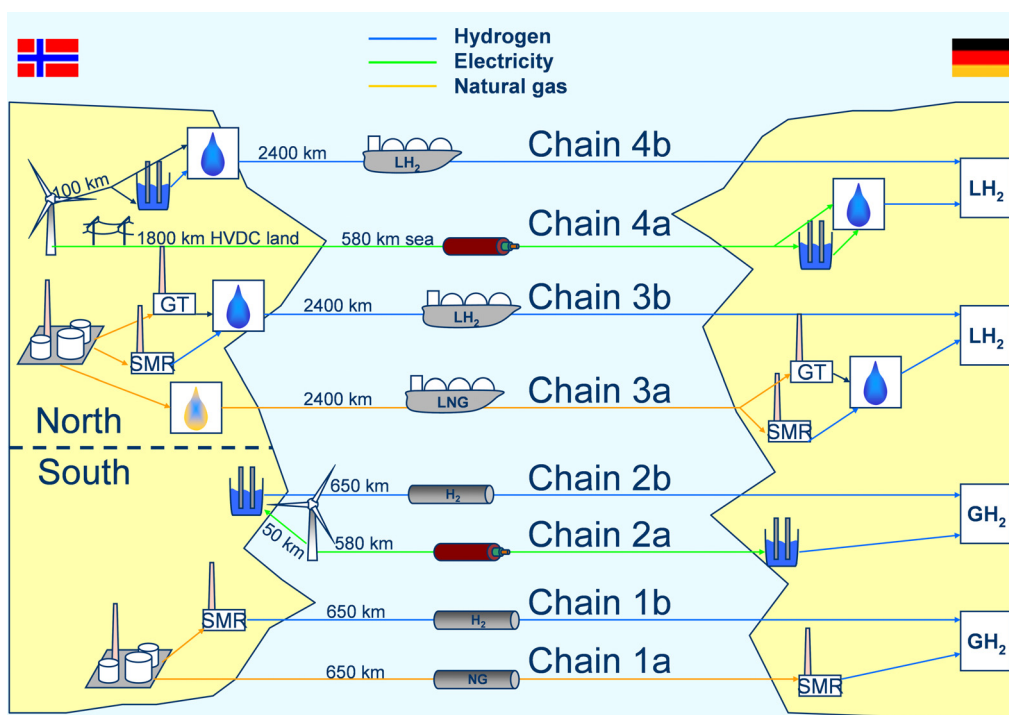 Hydrogen
Electricity
Natural gas
2400 km
LH₂
Chain 4b
100 km
LH₂
Chain 4a
1800 km HVDC land
580 km sea
GT
2400 km
LH₂
Chain 3b
SMR
LH₂
GT
Chain 3a
2400 km
LNG
North
SMR
South
650 km
H₂
Chain 2b
GH₂
50 km
580 km
Chain 2a
Chain 1b
SMR
650 km
H₂
GH₂
Chain 1a
650 km
NG
SMR